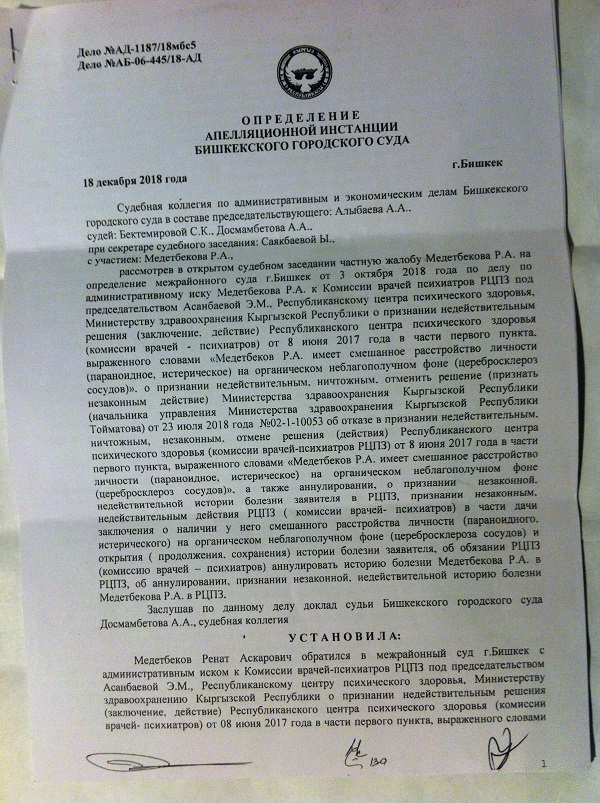 Дело №АД-1187/18мбс5
Дело №АБ-06-445/18-АД
О П Р Е Д Е Л Е Н И Е
АПЕЛЛЯЦИОННОЙ ИНСТАНЦИИ
БИШКЕКСКОГО ГОРОДСКОГО СУДА
г.Бишкек
18 декабря 2018 года
Судебная коллегия по административным и экономическим делам Бишкекского
городского суда в составе председательствующего: Алыбаева А.А.,
судей: Бектемировой С.К., Досмамбетова А.А.,
при секретаре судебного заседания: Саякбаевой Ы.,
с участием: Медетбекова Р.А.,
рассмотрев в открытом судебном заседании частную жалобу Медетбекова Р.А. на
определение межрайонного суда г.Бишкек от 3 октября 2018 года по делу по
административному иску Медетбекова Р.А. к Комиссии врачей психиатров РЦПЗ под
председательством Асанбаевой Э.М., Республиканскому центру психического здоровья,
Министерству здравоохранения Кыргызской Республики о признании недействительным
решения (заключение, действие) Республиканского центра психического здоровья
(комиссии врачей - психиатров) от 8 июня 2017 года в части первого пункта,
выраженного словами «Медетбеков Р.А. имеет смешанное расстройство личности
(параноидное, истерическое) на органическом неблагополучном фоне (церебросклероз
сосудов)», о признании недействительным, ничтожным, отменить решение (признать
незаконным действие) Министерства здравоохранения Кыргызской Республики
(начальника управления Министерства здравоохранения Кыргызской Республики
Тойматова) от 23 июля 2018 года №02-1-10053 об отказе в признании недействительным,
ничтожным, незаконным, отмене решения (действия) Республиканского центра
психического здоровья (комиссии врачей-психиатров РЦПЗ) от 8 июня 2017 года в части
первого пункта, выраженного словами «Медетбеков Р.А. имеет смешанное расстройство
личности (параноидное, истерическое) на органическом неблагополучном фоне
(церебросклероз сосудов)», а также аннулировании, о признании незаконной,
недействительной истории болезни заявителя в РЦПЗ, признании незаконным,
недействительным действия РЦПЗ ( комиссии врачей- психиатров) в части дачи
заключения о наличии у него смешанного расстройства личности (параноидного,
истерического) на органическом неблагополучном фоне (церебросклероза сосудов) и
открытия ( продолжения, сохранения) истории болезни заявителя, об обязании РЦПЗ
(комиссию врачей – психиатров) аннулировать историю болезни Медетбекова Р.А. в
РЦПЗ, об аннулировании, признании незаконной, недействительной историю болезни
Медетбекова Р.А. в РЦПЗ.
Заслушав по данному делу доклад судьи Бишкекского городского суда
Досмамбетова А.А., судебная коллегия
У С Т А Н О В И Л А:
Медетбеков Ренат Аскарович обратился в межрайонный суд г.Бишкек с
административным иском к Комиссии врачей-психиатров РЦПЗ под председательством
Асанбаевой Э.М., Республиканскому центру психического здоровья, Министерству
здравоохранению Кыргызской Республики о признании недействительным решения
(заключение, действие) Республиканского центра психического здоровья (комиссии
врачей- психиатров) от 08 июня 2017 года в части первого пункта, выраженного словами
1